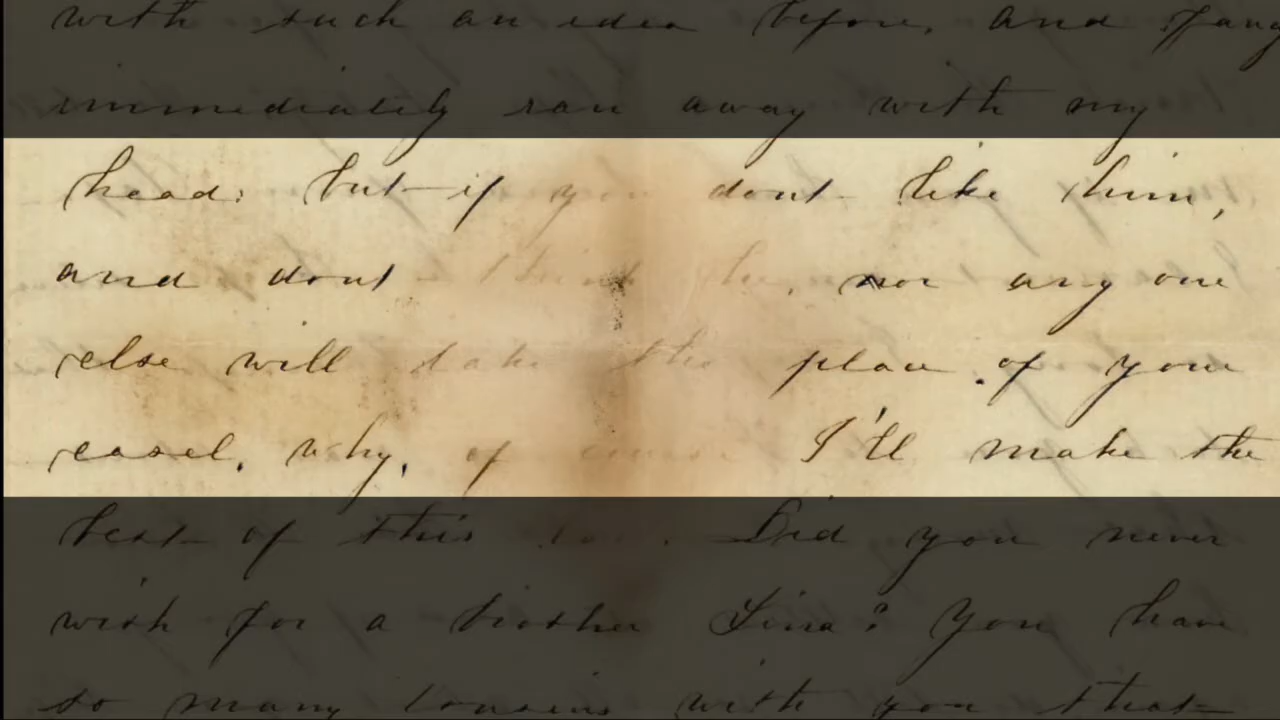 with such an idea before, and Fang
immediately ran away with my
head: but if you dont like him,
and dont think he, nor any one
else will take the place of your
easel, why, of course I'll make the
best of this Did you never
wish for a brother Lina? You have
so many cousins with you that